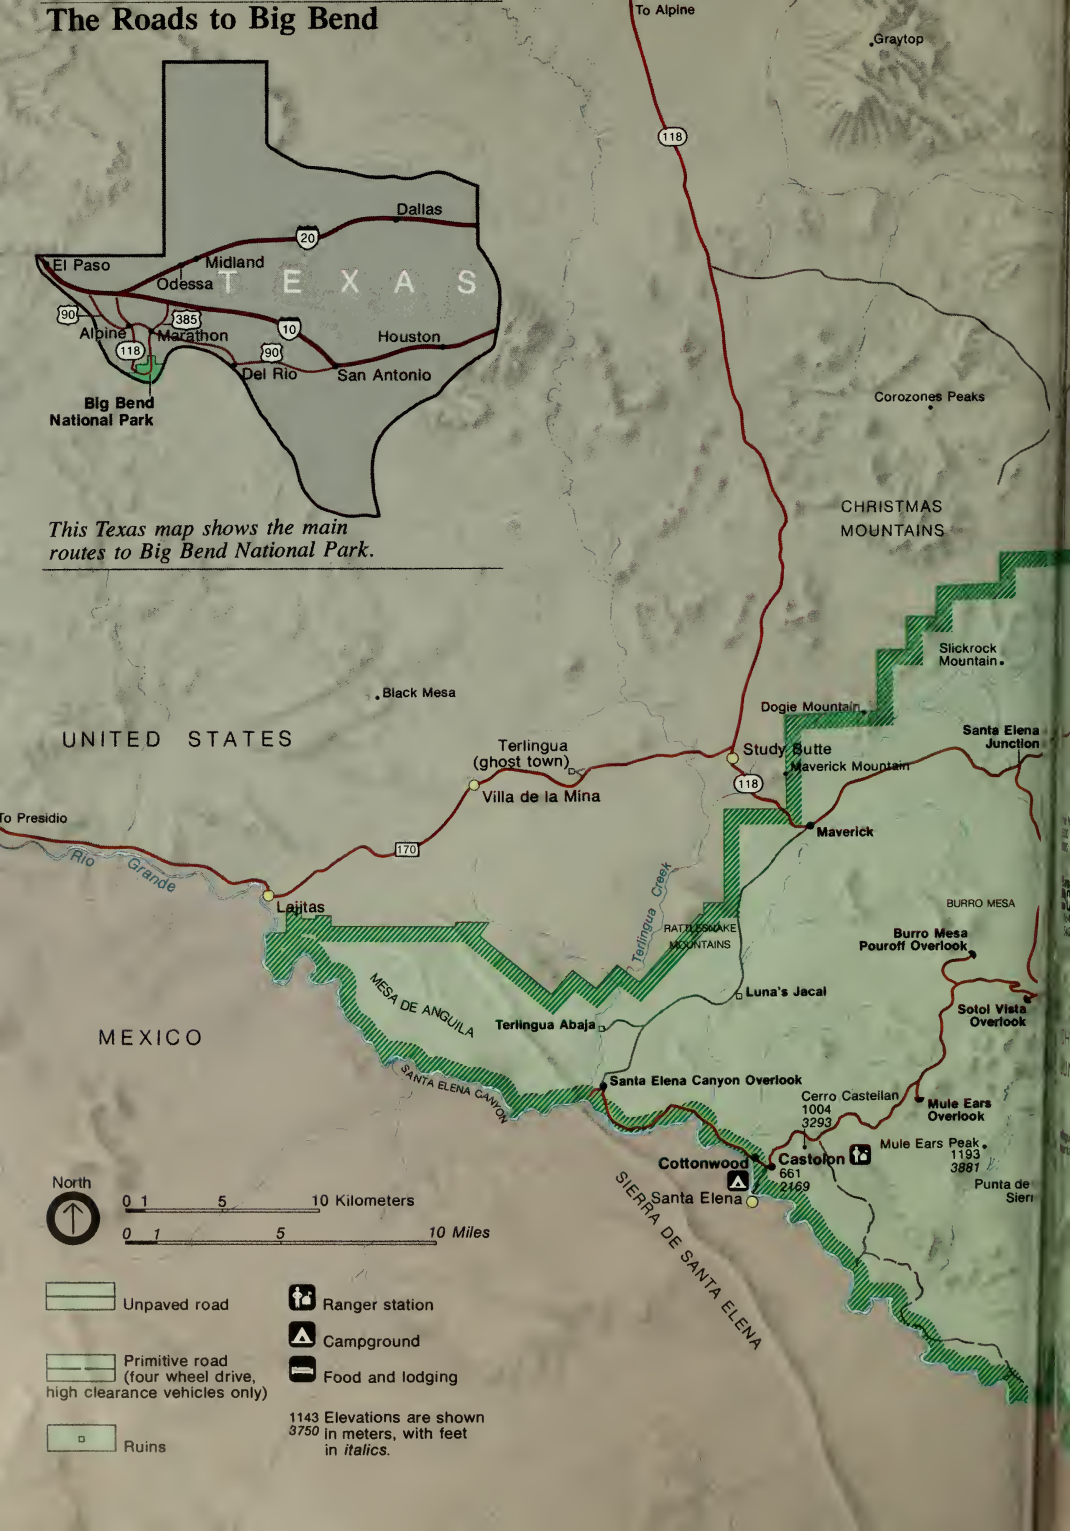 The Roads to Big Bend
To Alpine
Graytop
118
Dallas
20
El Paso
Midland
Odessa
TEXAS
90
385
10
Alpine
Marathon
Houston
118
90
Del Rio
San Antonio
Big Bend
National Park
This Texas map shows the main
routes to Big Bend National Park.
Corozones Peaks
CHRISTMAS
MOUNTAINS
Slickrock
Mountain
Black Mesa
Dogie Mountain
UNITED STATES
Santa Elena
Junction
Terlingua
(ghost town)
Study Butte
Maverick Mountain
118
Villa de la Mina
To Presidio
Maverick
170
Rio Grande
Terlingua Creek
Lajitas
BURRO MESA
RATTLESNAKE
MOUNTAINS
Burro Mesa
Pouroff Overlook
MESA DE ANGUILA
Luna's Jacal
Sotol Vista
Overlook
Terlingua Abaja
MEXICO
SANTA ELENA CANYON
Santa Elena Canyon Overlook
Cerro Castellan
1004
3293
Mule Ears
Overlook
Mule Ears Peak
1193
3881
Cottonwood
Castolon
661
2169
Santa Elena
Punta de
Sierr
SIERRA DE SANTA ELENA
North
0 1 5 10 Kilometers
0 1 5 10 Miles
Unpaved road
Primitive road
(four wheel drive,
high clearance vehicles only)
Ruins
Ranger station
Campground
Food and lodging
1143 Elevations are shown
3750 in meters, with feet
in italics.